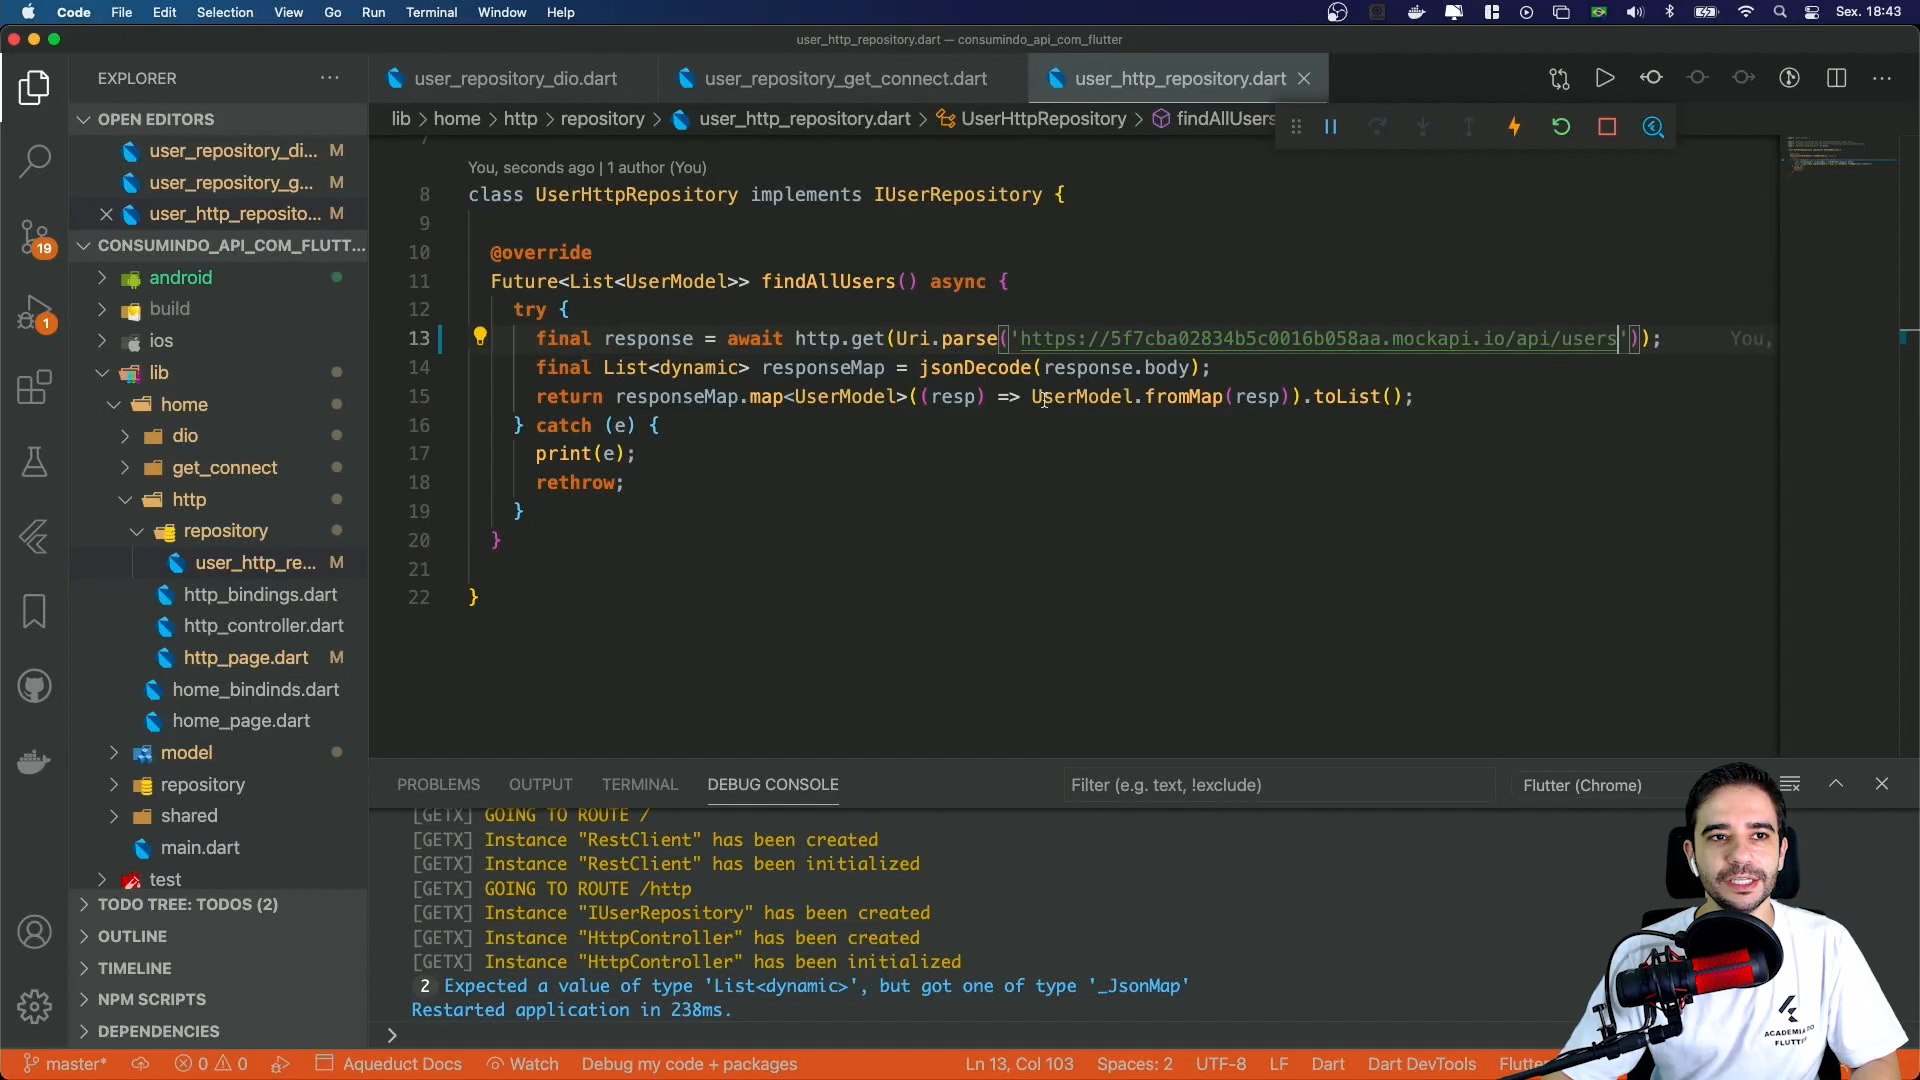 Code File Edit Selection View Go Run Terminal Window Help
Sex. 18:43
user_http_repository.dart — consumindo_api_com_flutter
EXPLORER
user_repository_dio.dart
user_repository_get_connect.dart
user_http_repository.dart
OPEN EDITORS
user_repository_di... M
user_repository_g... M
user_http_reposito... M
CONSUMINDO_API_COM_FLUTT...
19
1
android
build
ios
lib
home
dio
get_connect
http
repository
user_http_re... M
http_bindings.dart
http_controller.dart
http_page.dart M
home_bindinds.dart
home_page.dart
model
repository
shared
main.dart
test
TODO TREE: TODOS (2)
OUTLINE
TIMELINE
NPM SCRIPTS
DEPENDENCIES
lib > home > http > repository > user_http_repository.dart > UserHttpRepository > findAllUsers
7
You, seconds ago | 1 author (You)
8 class UserHttpRepository implements IUserRepository {
9
10 @override
11 Future<List<UserModel>> findAllUsers() async {
12 try {
13 final response = await http.get(Uri.parse('https://5f7cba02834b5c0016b058aa.mockapi.io/api/users')); You,
14 final List<dynamic> responseMap = jsonDecode(response.body);
15 return responseMap.map<UserModel>((resp) => UserModel.fromMap(resp)).toList();
16 } catch (e) {
17 print(e);
18 rethrow;
19 }
20 }
21
22 }
PROBLEMS OUTPUT TERMINAL DEBUG CONSOLE
Filter (e.g. text, !exclude)
Flutter (Chrome)
[GETX] GOING TO ROUTE /
[GETX] Instance "RestClient" has been created
[GETX] Instance "RestClient" has been initialized
[GETX] GOING TO ROUTE /http
[GETX] Instance "IUserRepository" has been created
[GETX] Instance "HttpController" has been created
[GETX] Instance "HttpController" has been initialized
2 Expected a value of type 'List<dynamic>', but got one of type '_JsonMap'
Restarted application in 238ms.
>
ACADEMIA DO
FLUTTER
master* 0 0 Aqueduct Docs Watch Debug my code + packages Ln 13, Col 103 Spaces: 2 UTF-8 LF Dart Dart DevTools